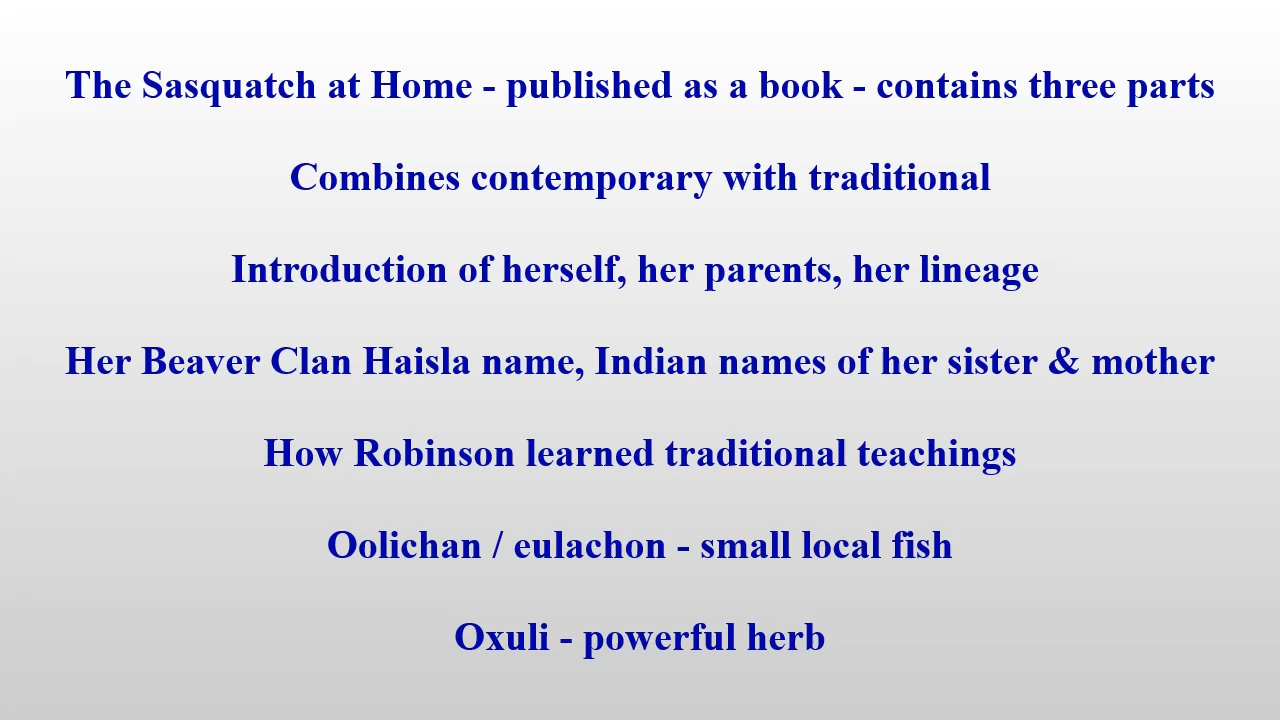 The Sasquatch at Home - published as a book - contains three parts
Combines contemporary with traditional
Introduction of herself, her parents, her lineage
Her Beaver Clan Haisla name, Indian names of her sister & mother
How Robinson learned traditional teachings
Oolichan / eulachon - small local fish
Oxuli - powerful herb